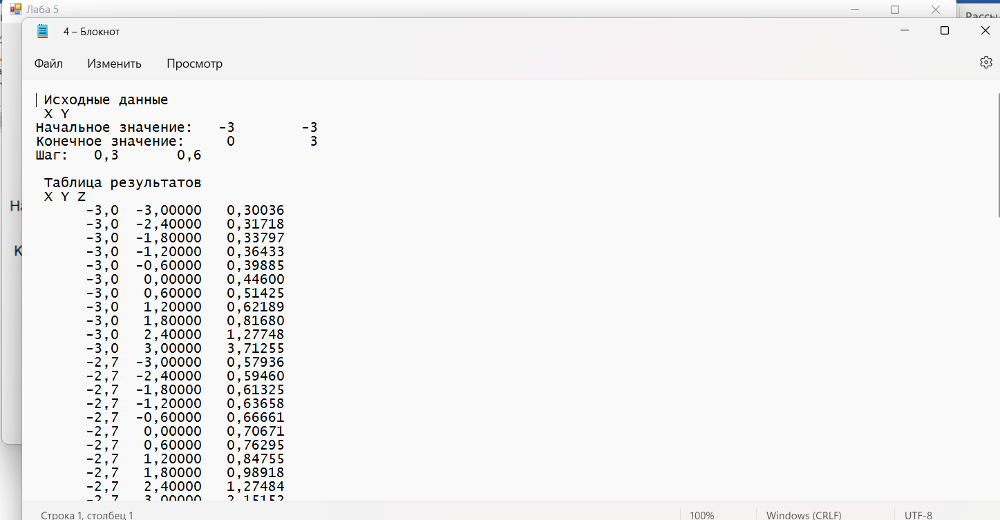 Лаба 5
Рассы
4 – Блокнот
Файл Изменить Просмотр
Исходные данные
X Y
Начальное значение: -3 -3
Конечное значение: 0 3
Шаг: 0,3 0,6
Таблица результатов
X Y Z
-3,0 -3,00000 0,30036
-3,0 -2,40000 0,31718
-3,0 -1,80000 0,33797
-3,0 -1,20000 0,36433
-3,0 -0,60000 0,39885
-3,0 0,00000 0,44600
-3,0 0,60000 0,51425
-3,0 1,20000 0,62189
-3,0 1,80000 0,81680
-3,0 2,40000 1,27748
-3,0 3,00000 3,71255
-2,7 -3,00000 0,57936
-2,7 -2,40000 0,59460
-2,7 -1,80000 0,61325
-2,7 -1,20000 0,63658
-2,7 -0,60000 0,66661
-2,7 0,00000 0,70671
-2,7 0,60000 0,76295
-2,7 1,20000 0,84755
-2,7 1,80000 0,98918
-2,7 2,40000 1,27484
-2,7 3,00000 2,15152
На
К
Строка 1, столбец 1 100% Windows (CRLF) UTF-8